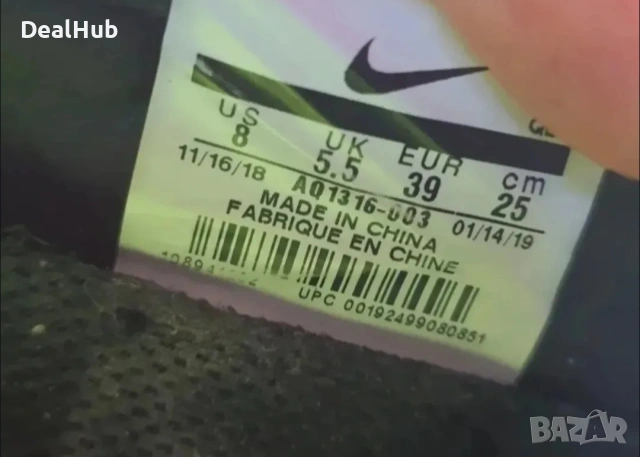 DealHub
US UK EUR cm
8 5.5 39 25
11/16/18 AQ1316-003 01/14/19
MADE IN CHINA
FABRIQUE EN CHINE
UPC 00192499080851
BAZAR